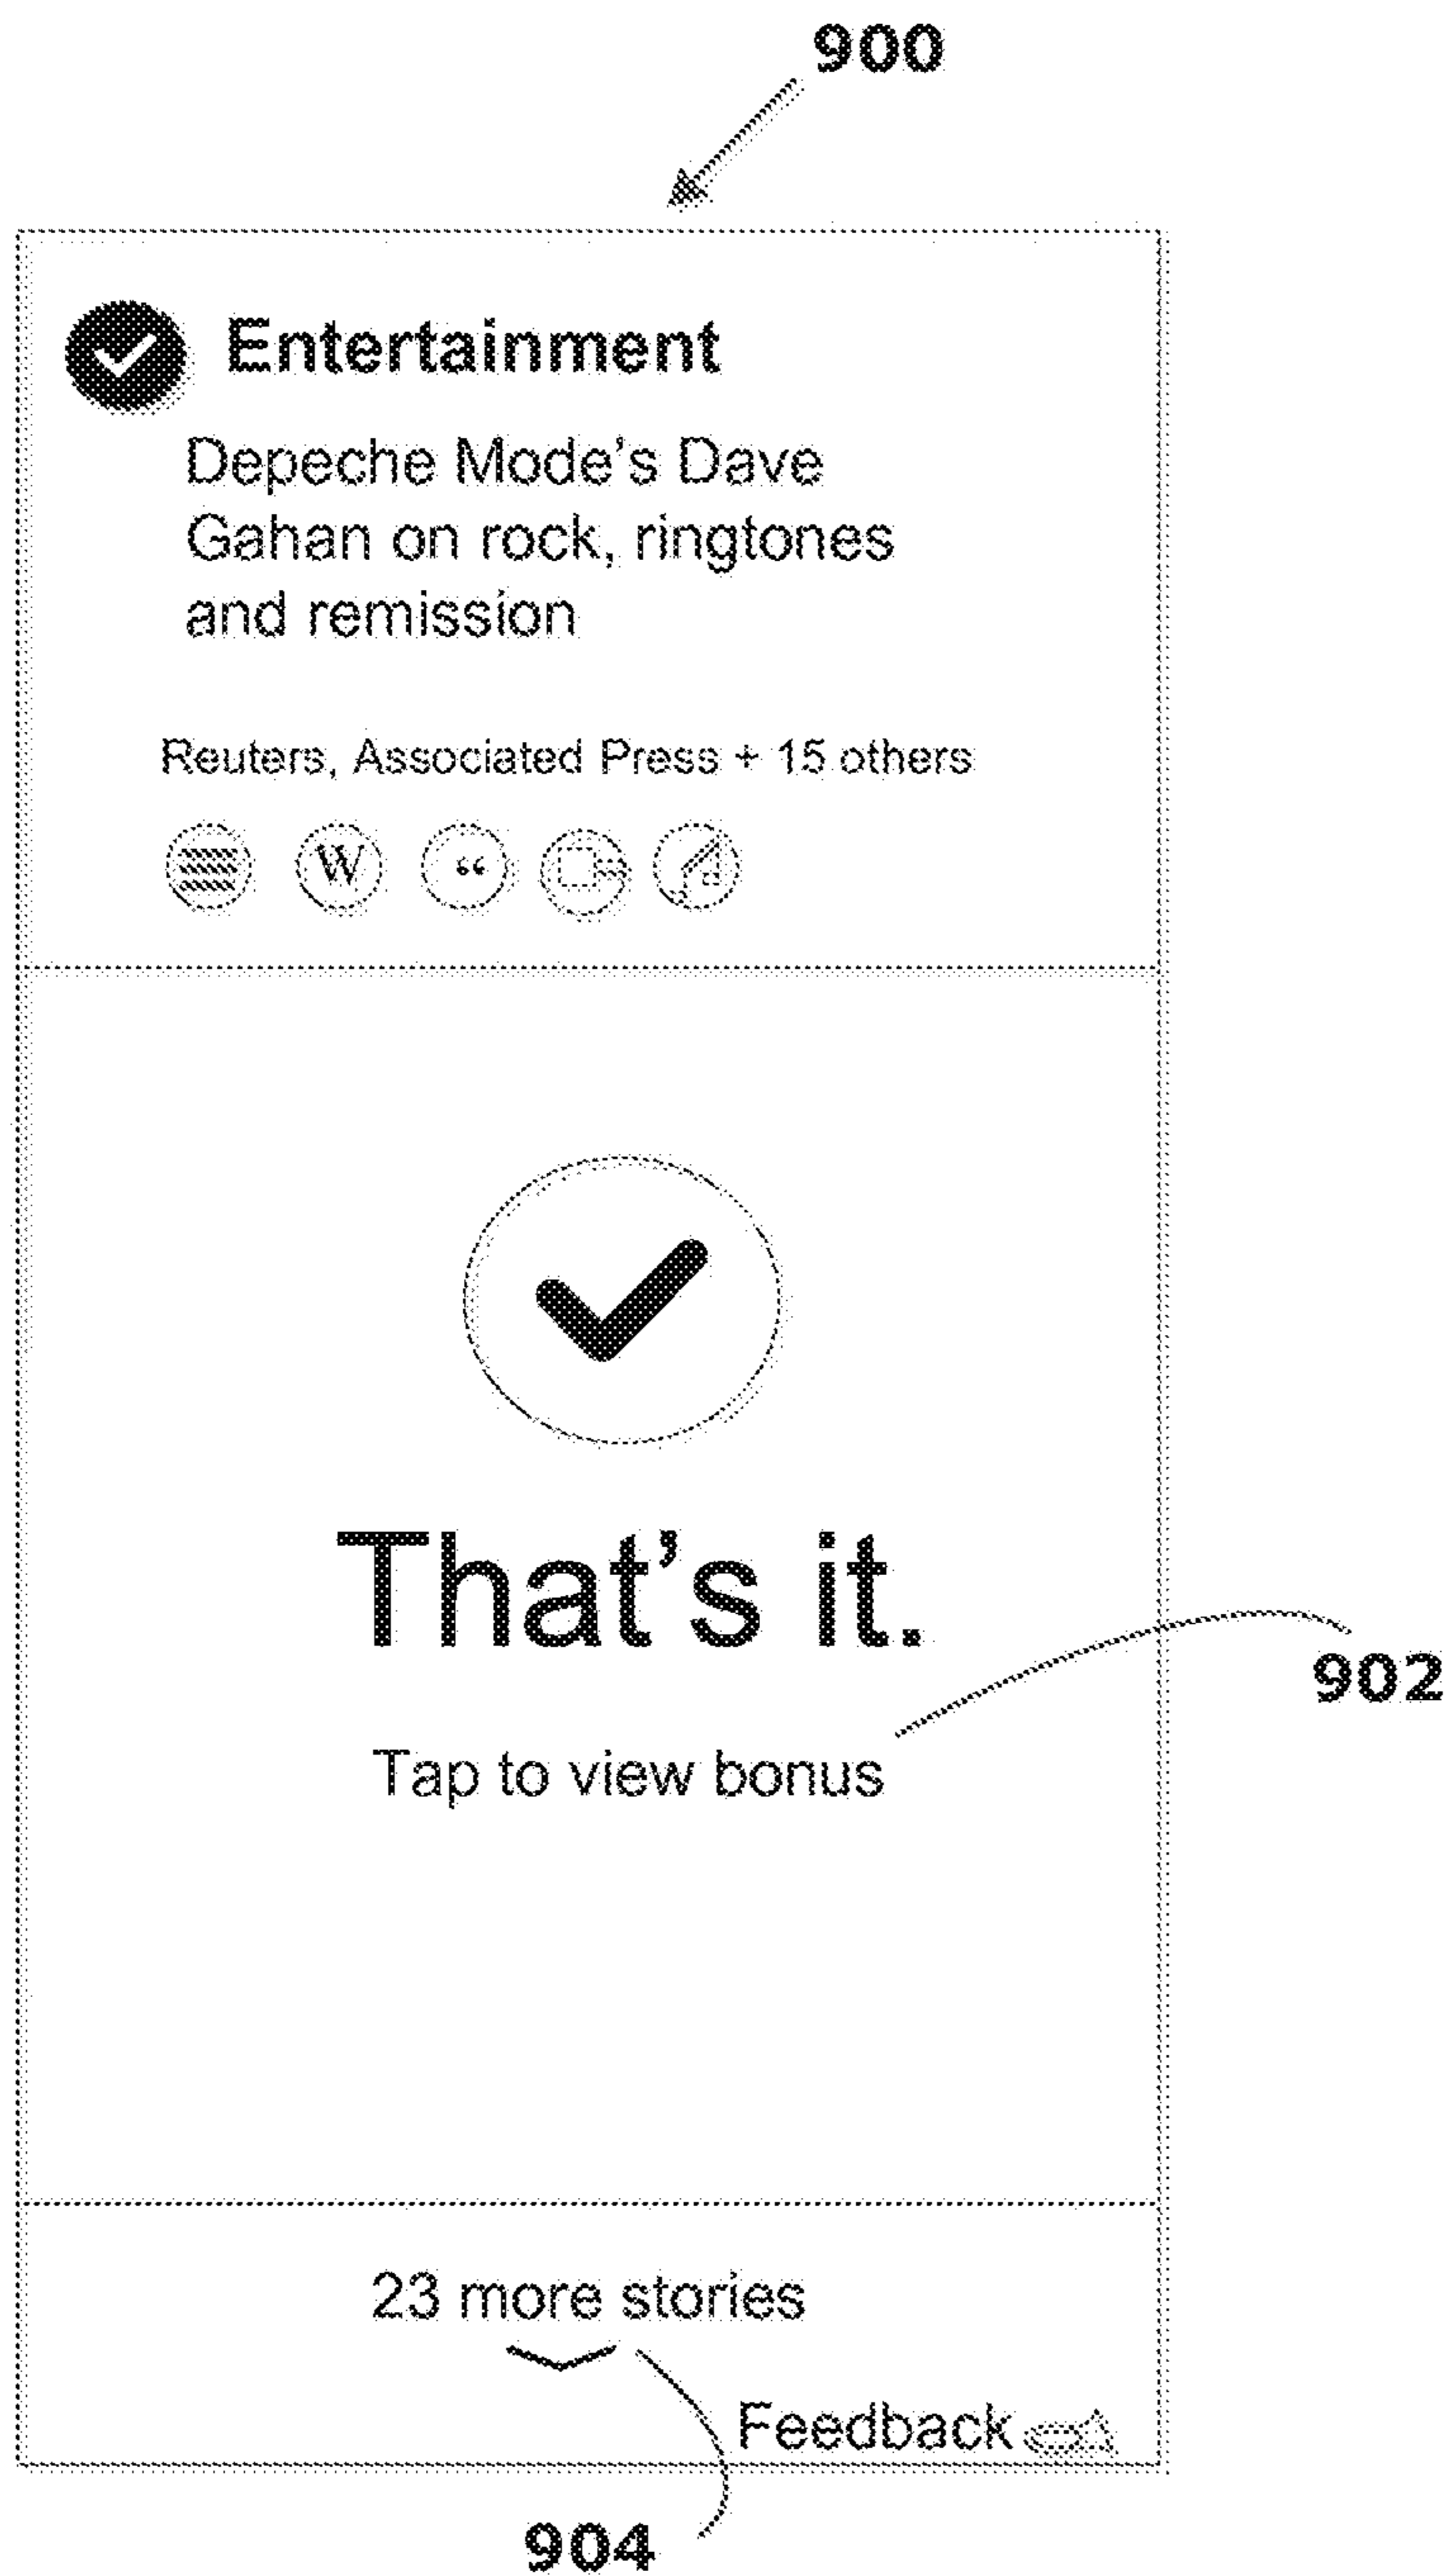 900
Entertainment
Depeche Mode's Dave
Gahan on rock, ringtones
and remission
Reuters, Associated Press + 15 others
W “
That's it.
902
Tap to view bonus
23 more stories
Feedback
904